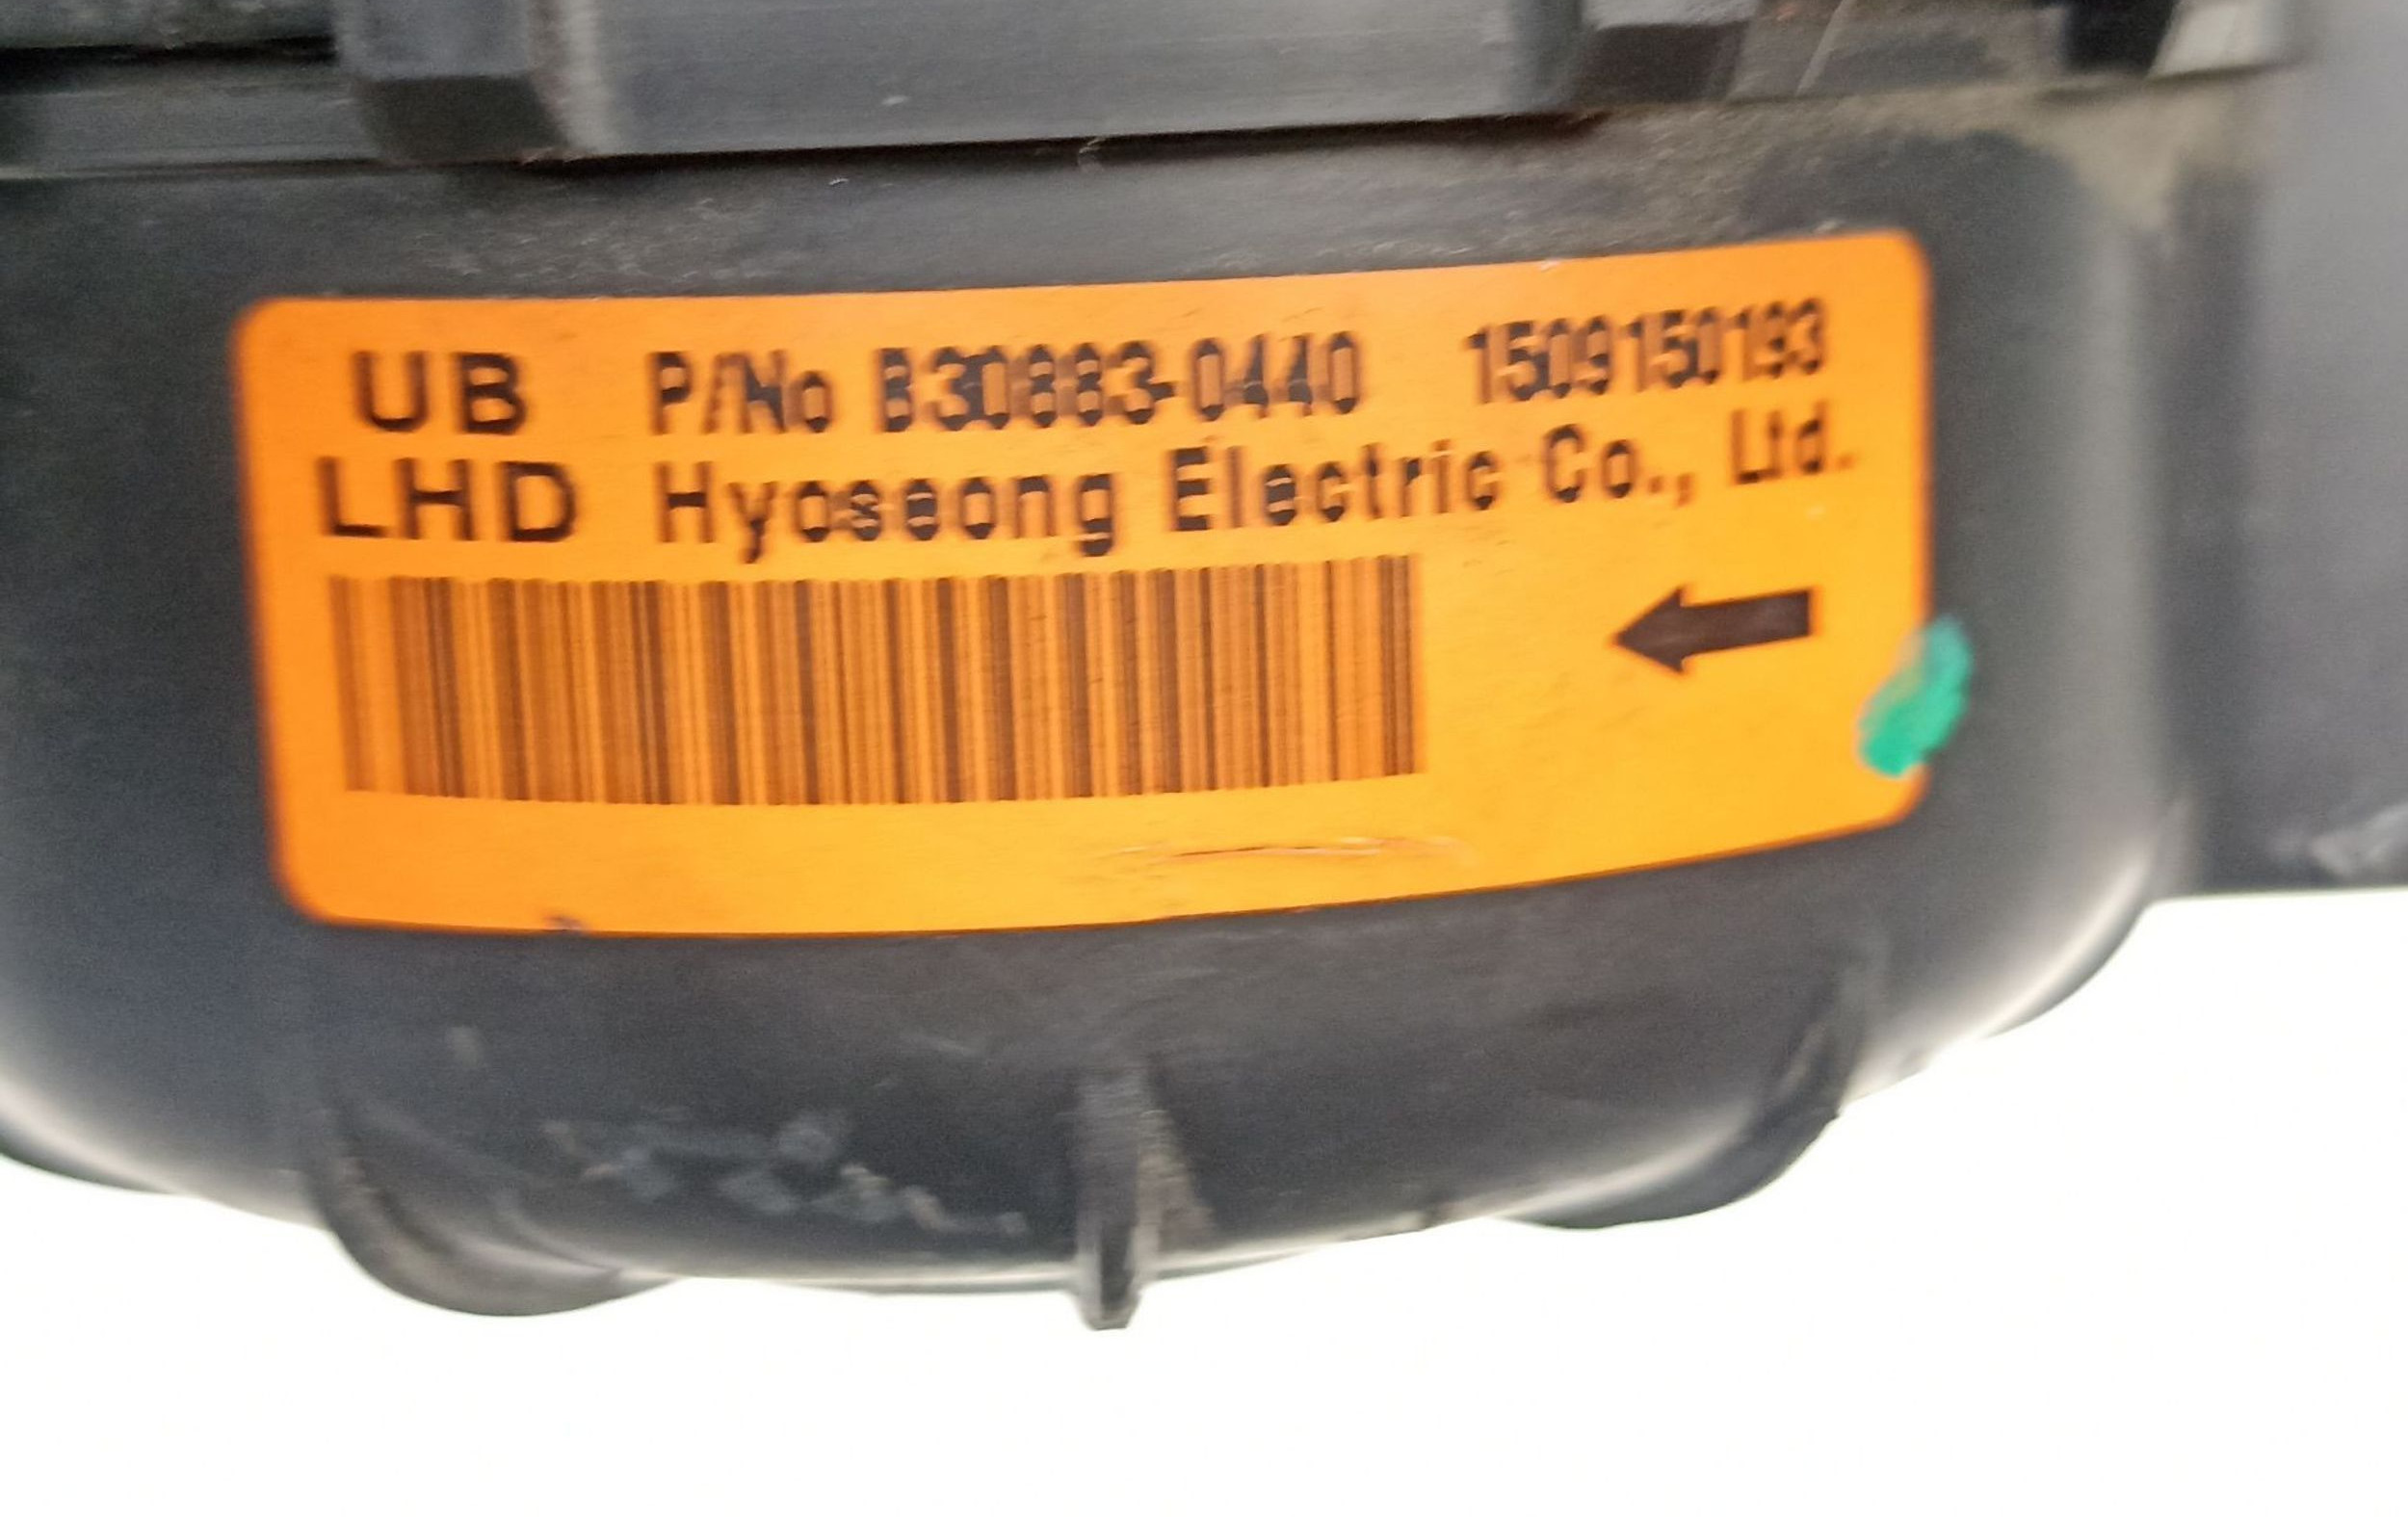 UB P/No B30883-0440 1509150193
LHD Hyoseong Electric Co., Ltd.